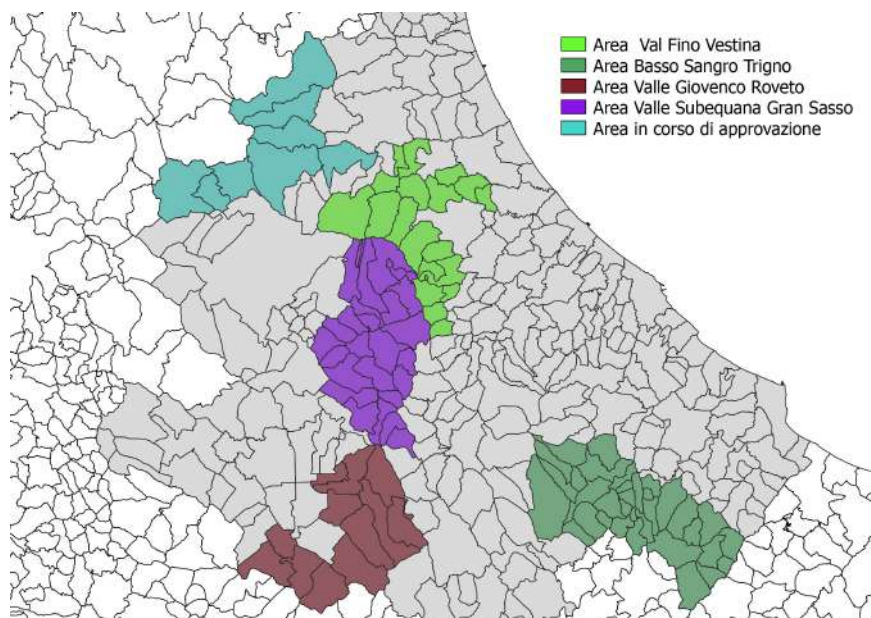 Area Val Fino Vestina
Area Basso Sangro Trigno
Area Valle Giovenco Roveto
Area Valle Subequana Gran Sasso
Area in corso di approvazione